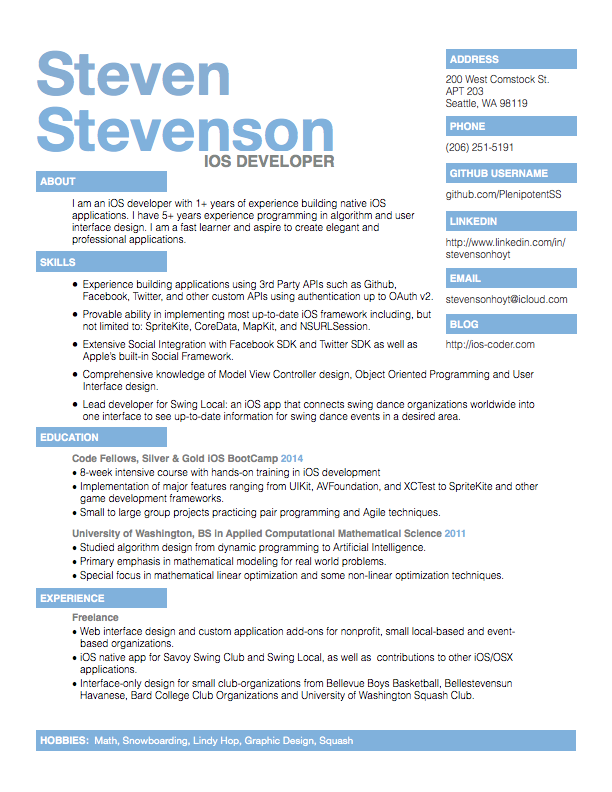 Steven
Stevenson
IOS DEVELOPER
ADDRESS
200 West Comstock St.
APT 203
Seattle, WA 98119
PHONE
(206) 251-5191
GITHUB USERNAME
github.com/PlenipotentSS
LINKEDIN
http://www.linkedin.com/in/
stevensonhoyt
EMAIL
stevensonhoyt@icloud.com
BLOG
http://ios-coder.com
ABOUT
I am an iOS developer with 1+ years of experience building native iOS
applications. I have 5+ years experience programming in algorithm and user
interface design. I am a fast learner and aspire to create elegant and
professional applications.
SKILLS
• Experience building applications using 3rd Party APIs such as Github,
Facebook, Twitter, and other custom APIs using authentication up to OAuth v2.
• Provable ability in implementing most up-to-date iOS framework including, but
not limited to: SpriteKite, CoreData, MapKit, and NSURLSession.
• Extensive Social Integration with Facebook SDK and Twitter SDK as well as
Apple's built-in Social Framework.
• Comprehensive knowledge of Model View Controller design, Object Oriented Programming and User
Interface design.
• Lead developer for Swing Local: an iOS app that connects swing dance organizations worldwide into
one interface to see up-to-date information for swing dance events in a desired area.
EDUCATION
Code Fellows, Silver & Gold iOS BootCamp 2014
• 8-week intensive course with hands-on training in iOS development
• Implementation of major features ranging from UIKit, AVFoundation, and XCTest to SpriteKite and other
game development frameworks.
• Small to large group projects practicing pair programming and Agile techniques.
University of Washington, BS in Applied Computational Mathematical Science 2011
• Studied algorithm design from dynamic programming to Artificial Intelligence.
• Primary emphasis in mathematical modeling for real world problems.
• Special focus in mathematical linear optimization and some non-linear optimization techniques.
EXPERIENCE
Freelance
• Web interface design and custom application add-ons for nonprofit, small local-based and event-
based organizations.
• iOS native app for Savoy Swing Club and Swing Local, as well as contributions to other iOS/OSX
applications.
• Interface-only design for small club-organizations from Bellevue Boys Basketball, Bellestevensun
Havanese, Bard College Club Organizations and University of Washington Squash Club.
HOBBIES: Math, Snowboarding, Lindy Hop, Graphic Design, Squash